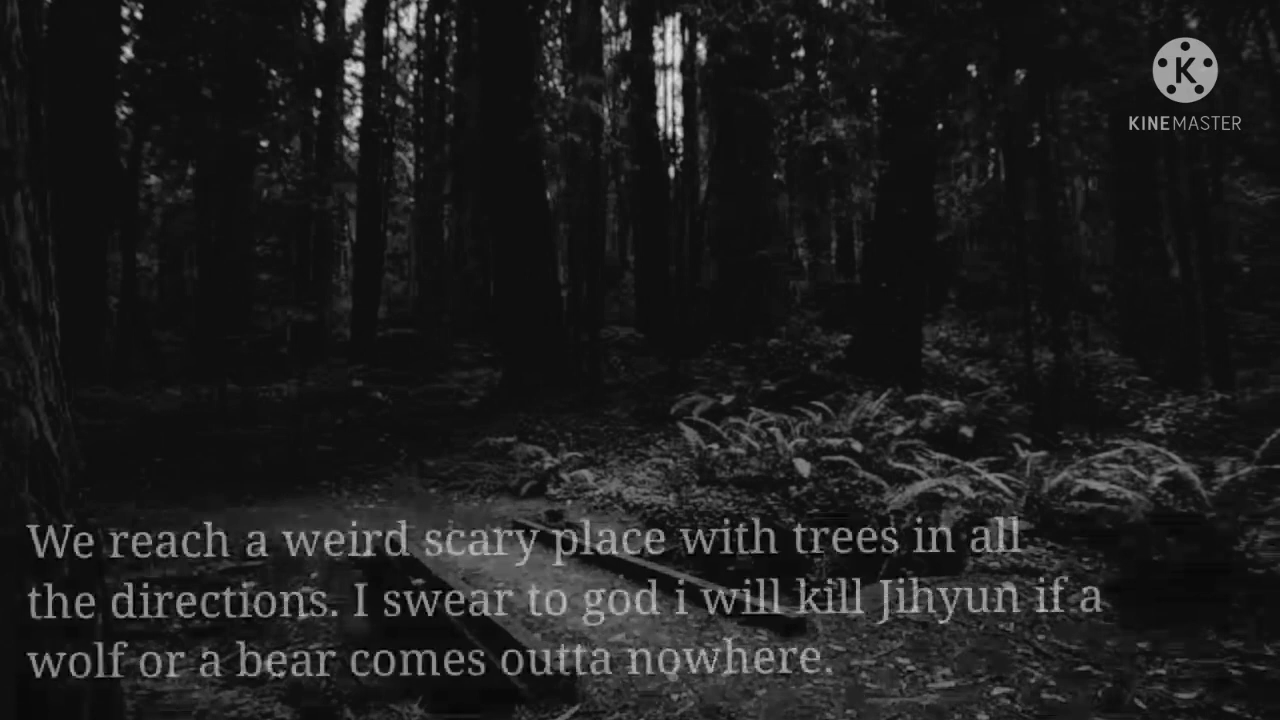 K
KINEMASTER
We reach a weird scary place with trees in all
the directions. I swear to god i will kill Jihyun if a
wolf or a bear comes outta nowhere.